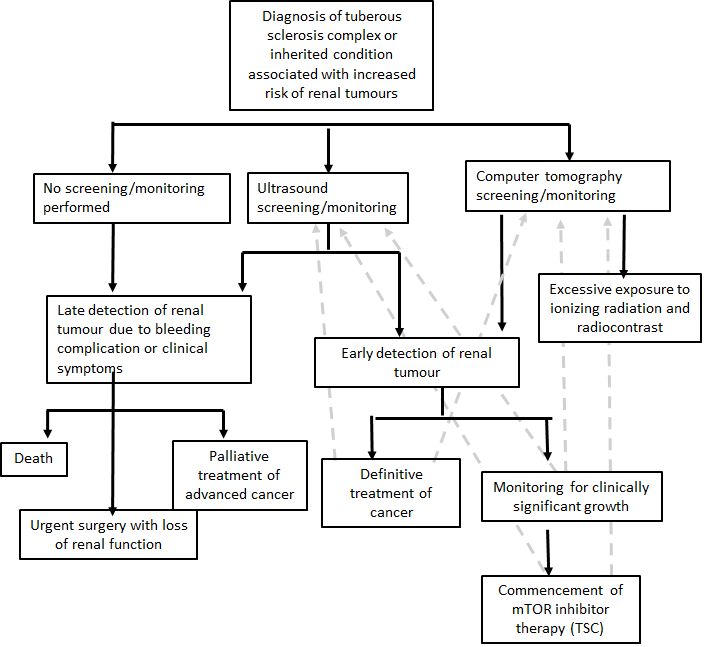 Diagnosis of tuberous
sclerosis complex or
inherited condition
associated with increased
risk of renal tumours
No screening/monitoring
performed
Ultrasound
screening/monitoring
Computer tomography
screening/monitoring
Late detection of renal
tumour due to bleeding
complication or clinical
symptoms
Excessive exposure to
ionizing radiation and
radiocontrast
Early detection of renal
tumour
Death
Palliative
treatment of
advanced cancer
Urgent surgery with loss
of renal function
Definitive
treatment of
cancer
Monitoring for clinically
significant growth
Commencement of
mTOR inhibitor
therapy (TSC)